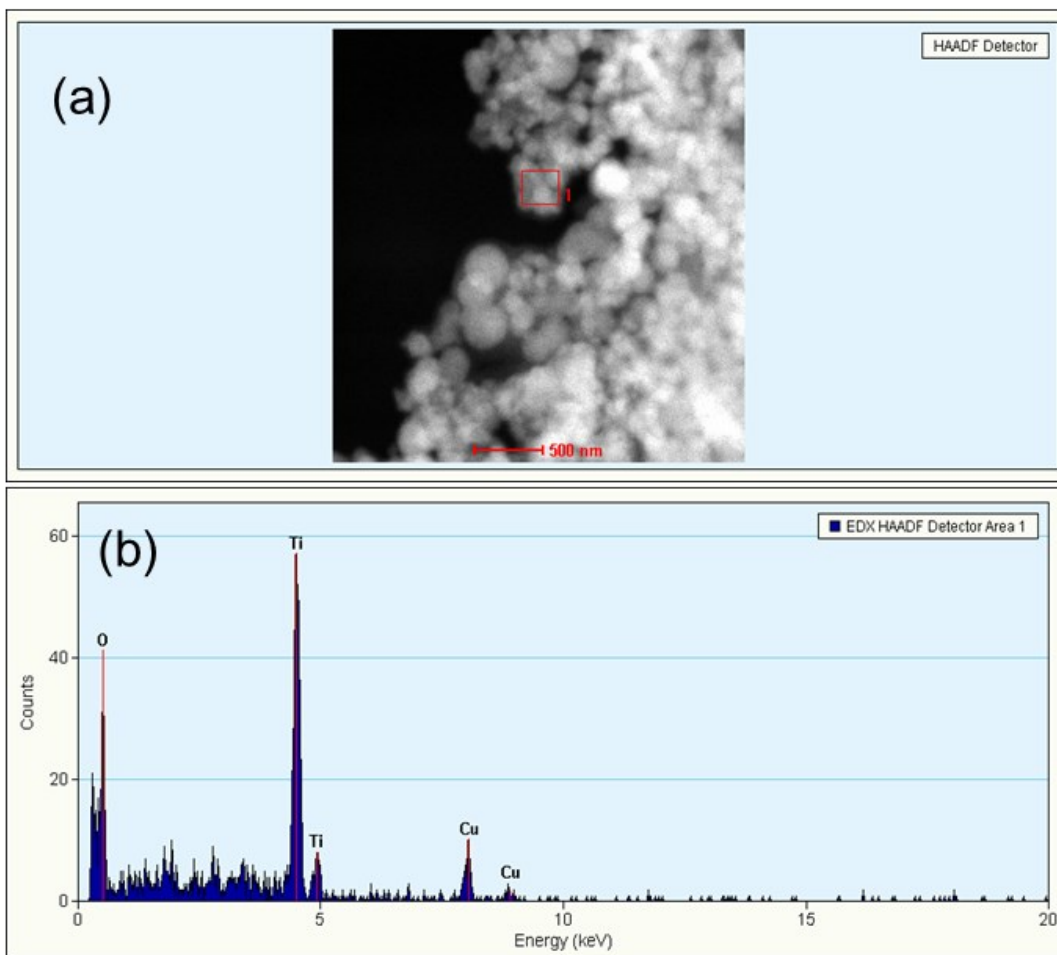 HAADF Detector
(a)
1
500 nm
(b)
EDX HAADF Detector Area 1
60
40
20
0
Counts
O
Ti
Ti
Cu
Cu
0
5
10
15
20
Energy (keV)